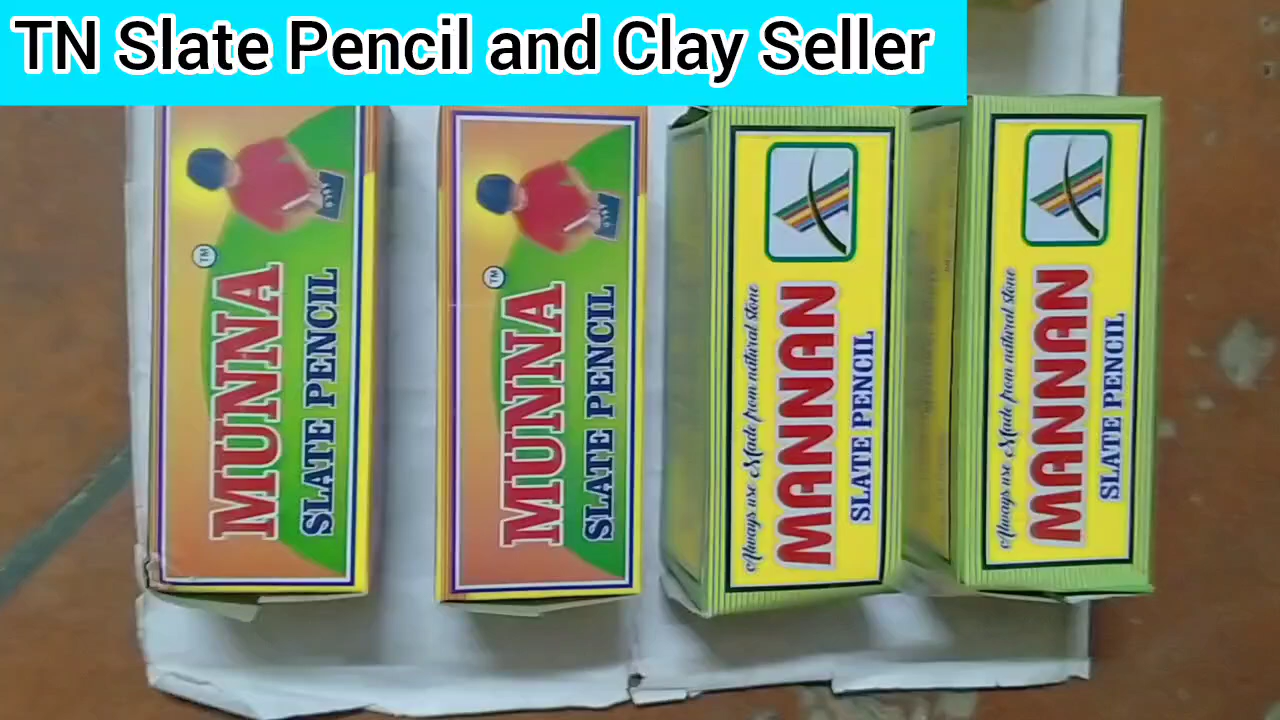 TN Slate Pencil and Clay Seller
TM
MUNNA
SLATE PENCIL
TM
MUNNA
SLATE PENCIL
Always use Made from natural stone
MANNAN
SLATE PENCIL
Always use Made from natural stone
MANNAN
SLATE PENCIL